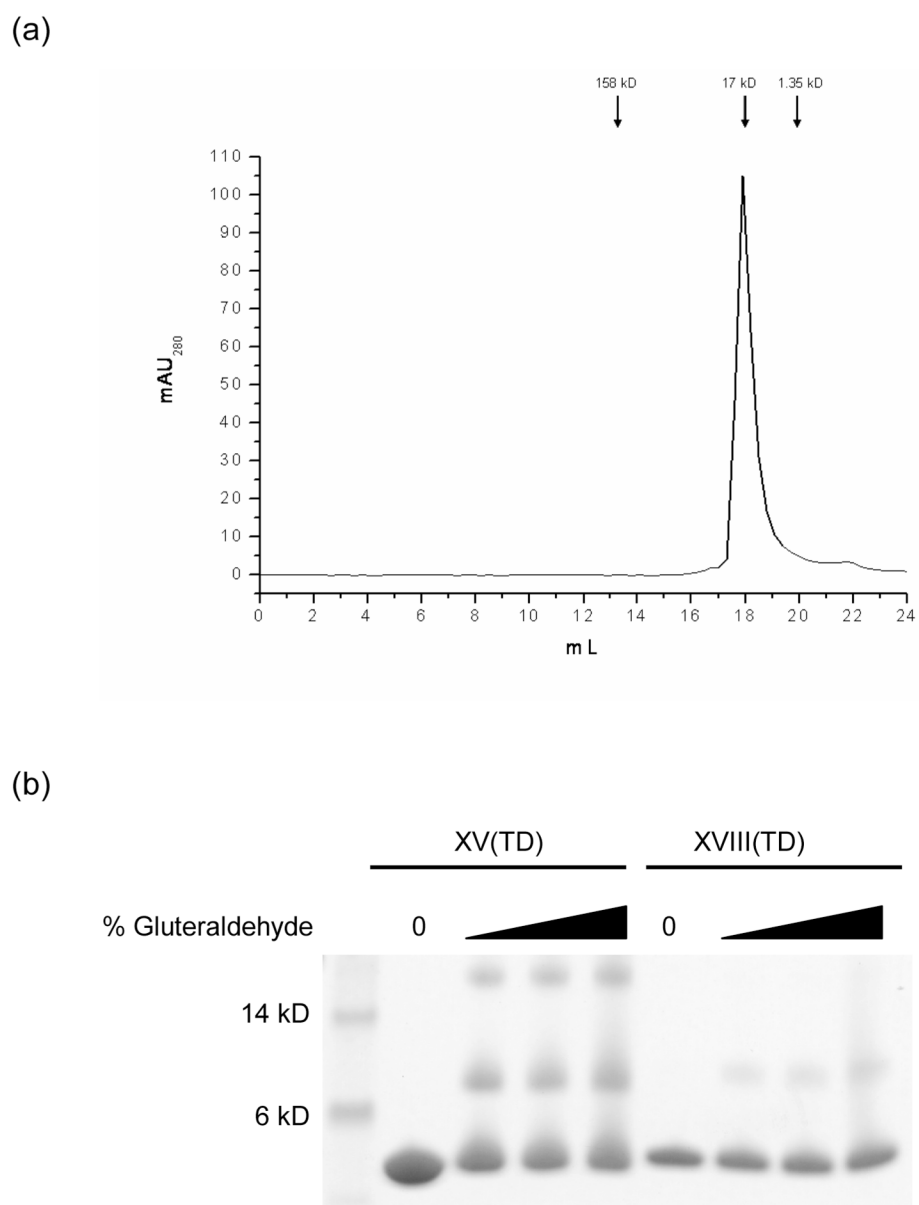 (a)
158 kD 17 kD 1.35 kD
110
100
90
80
70
60
50
40
30
20
10
0
mAU280
0 2 4 6 8 10 12 14 16 18 20 22 24
mL
(b)
XV(TD) XVIII(TD)
% Gluteraldehyde 0 0
14 kD
6 kD